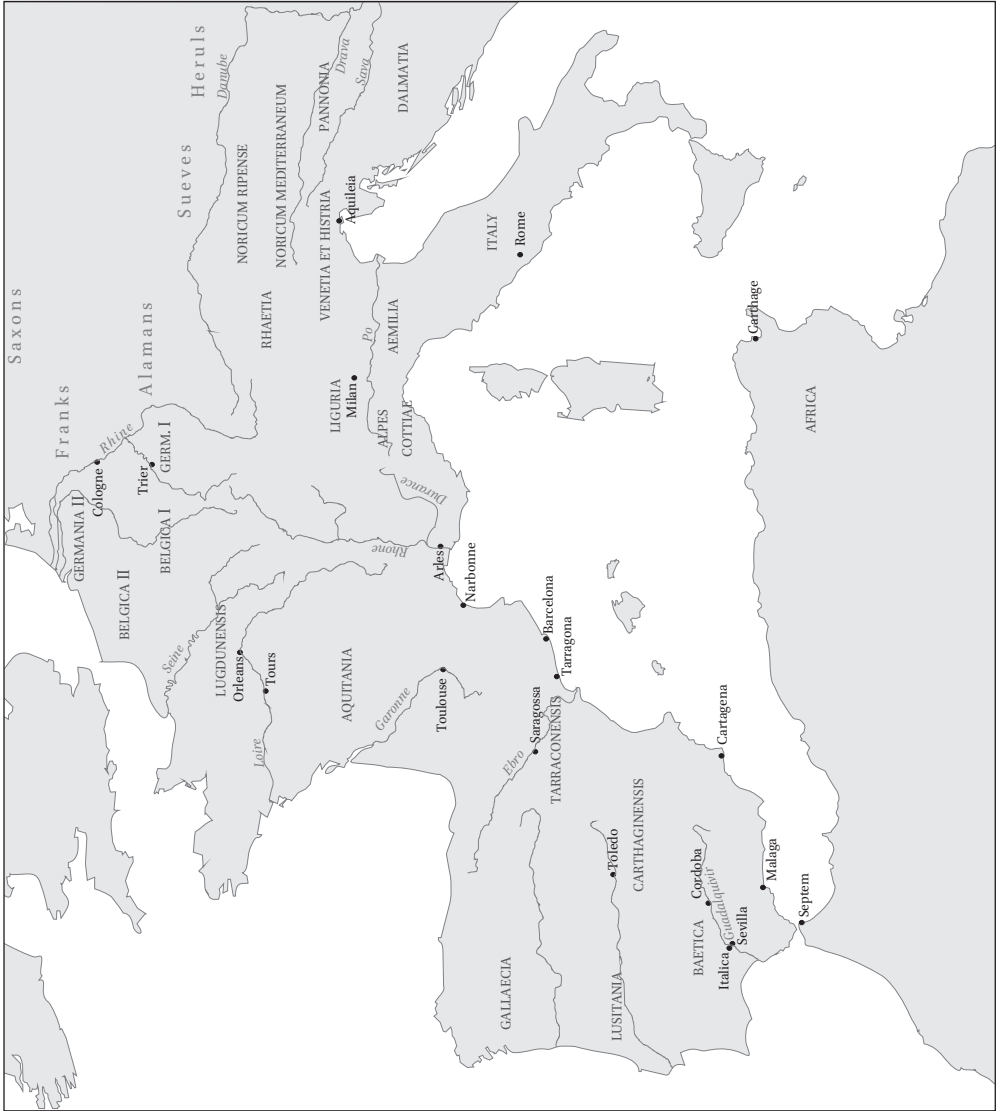 Saxons
Franks
Heruls
Sueves
Alamans
Danube
Drava
Sava
Rhine
Cologne
Trier
GERM. I
GERMANIA II
BELGICA I
BELGICA II
NORICUM RIPENSE
NORICUM MEDITERRANEUM
PANNONIA
DALMATIA
RHAETIA
VENETIA ET HISTRIA
Aquileia
LIGURIA
Milan
Po
AEMILIA
ALPES
COTTIAE
ITALY
Rome
Seine
LUGDUNENSIS
Orleans
Tours
Loire
AQUITANIA
Garonne
Toulouse
Rhone
Durance
Arles
Narbonne
Barcelona
Tarragona
Saragossa
Ebro
TARRACONENSIS
GALLAECIA
LUSITANIA
Toledo
CARTHAGINENSIS
Cartagena
BAETICA
Cordoba
Guadalquivir
Italica
Sevilla
Malaga
Septem
Carthage
AFRICA